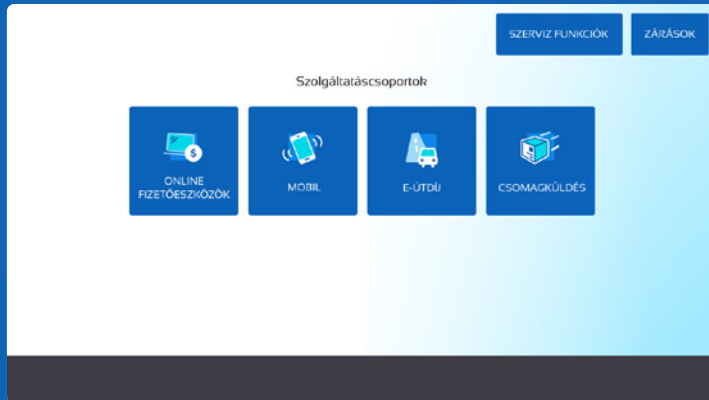 SZERVIZ FUNKCIÓK
ZÁRÁSOK
Szolgáltatáscsoportok
ONLINE
FIZETŐESZKÖZÖK
MOBIL
E-ÚTDÍJ
CSOMAGKÜLDÉS